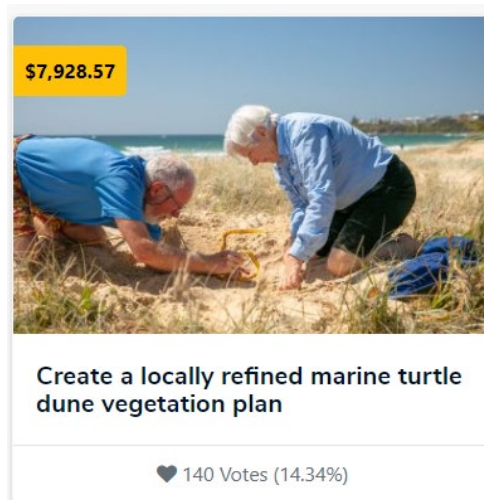 $7,928.57
Create a locally refined marine turtle
dune vegetation plan
140 Votes (14.34%)